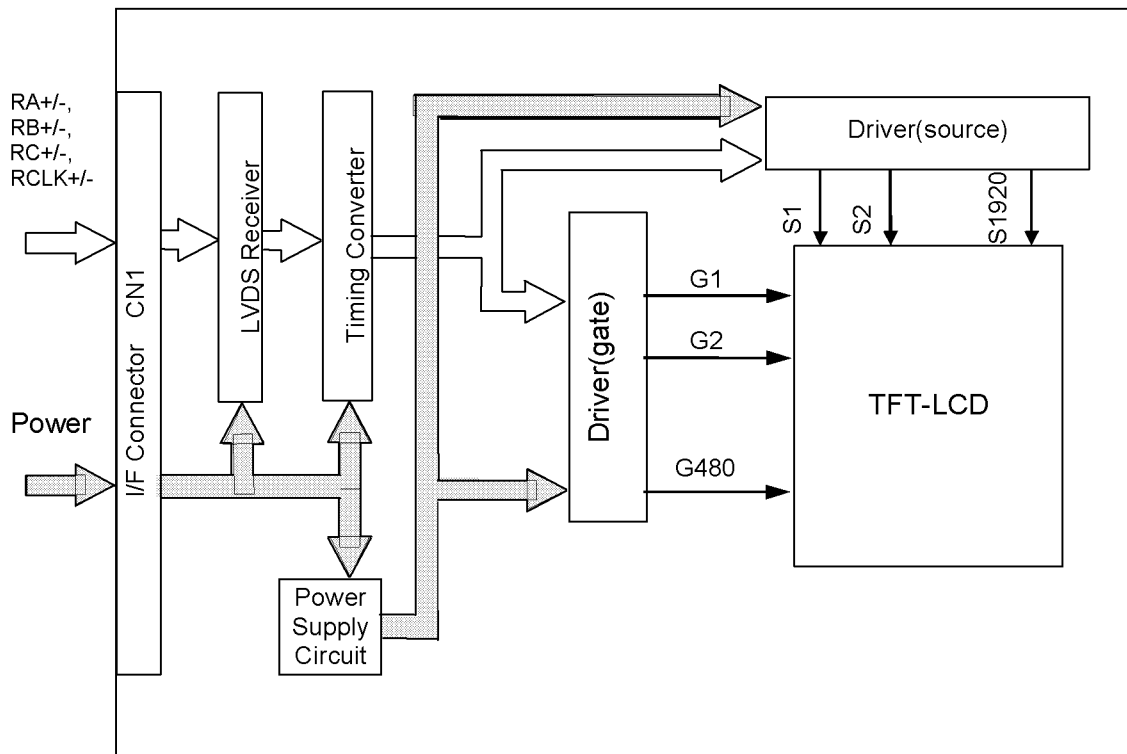 RA+/-,
RB+/-,
RC+/-,
RCLK+/-
Power
I/F Connector CN1
LVDS Receiver
Timing Converter
Power
Supply
Circuit
Driver(gate)
Driver(source)
S1
S2
S1920
G1
G2
G480
TFT-LCD